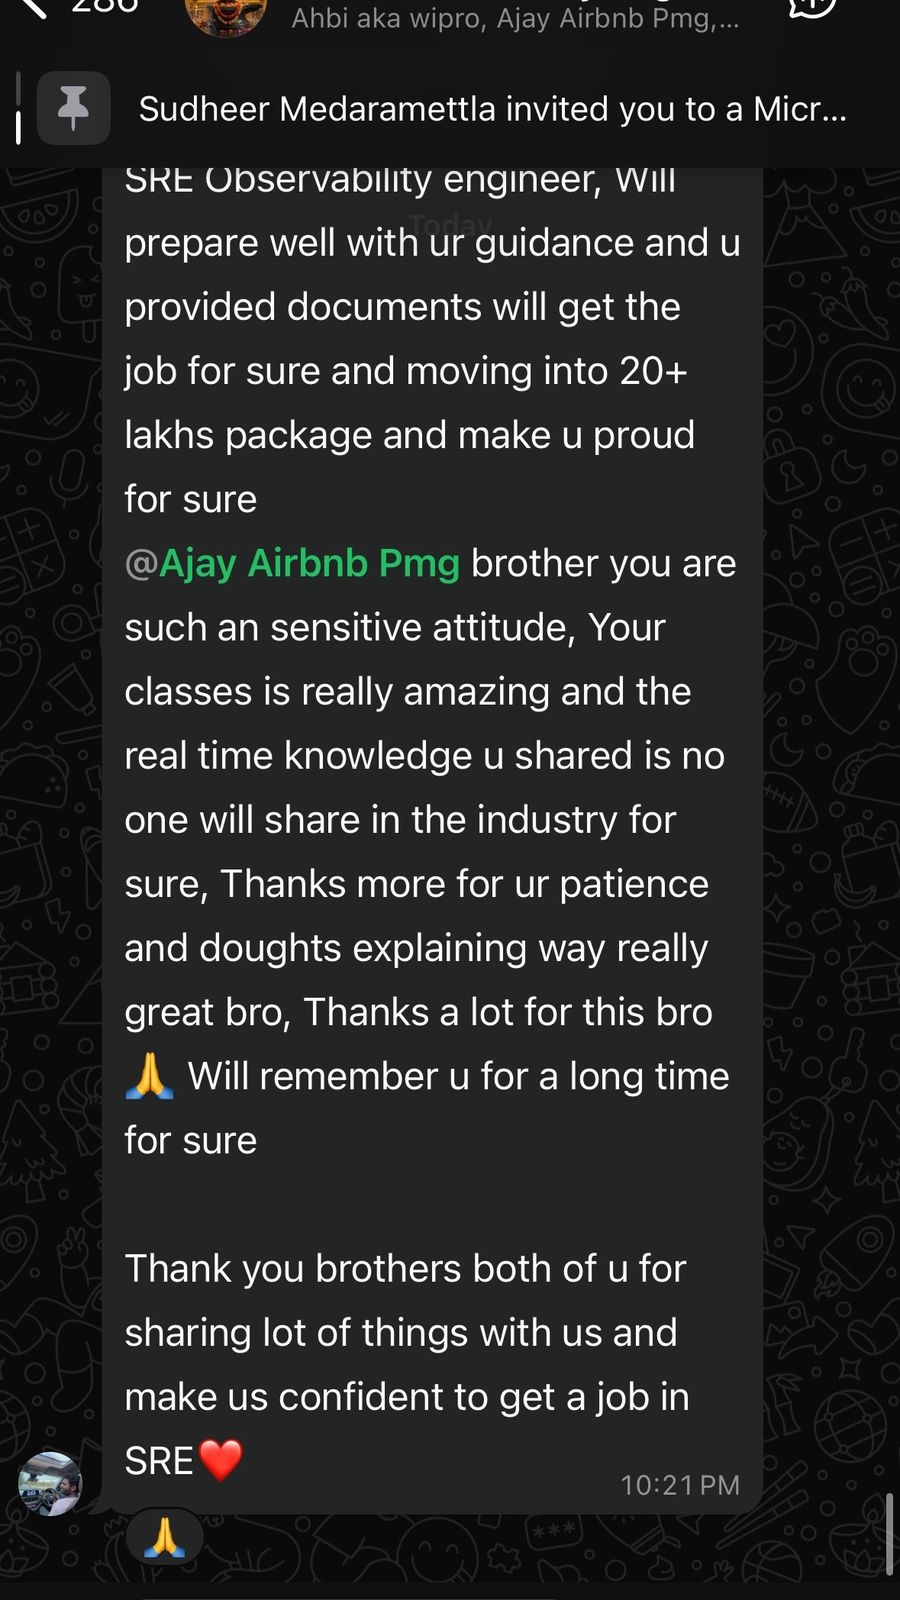 286
Ahbi aka wipro, Ajay Airbnb Pmg,...
Sudheer Medaramettla invited you to a Micr...
Today
SRE Observability engineer, Will
prepare well with ur guidance and u
provided documents will get the
job for sure and moving into 20+
lakhs package and make u proud
for sure
@Ajay Airbnb Pmg brother you are
such an sensitive attitude, Your
classes is really amazing and the
real time knowledge u shared is no
one will share in the industry for
sure, Thanks more for ur patience
and doughts explaining way really
great bro, Thanks a lot for this bro
🙏 Will remember u for a long time
for sure
Thank you brothers both of u for
sharing lot of things with us and
make us confident to get a job in
SRE❤️
10:21 PM
🙏